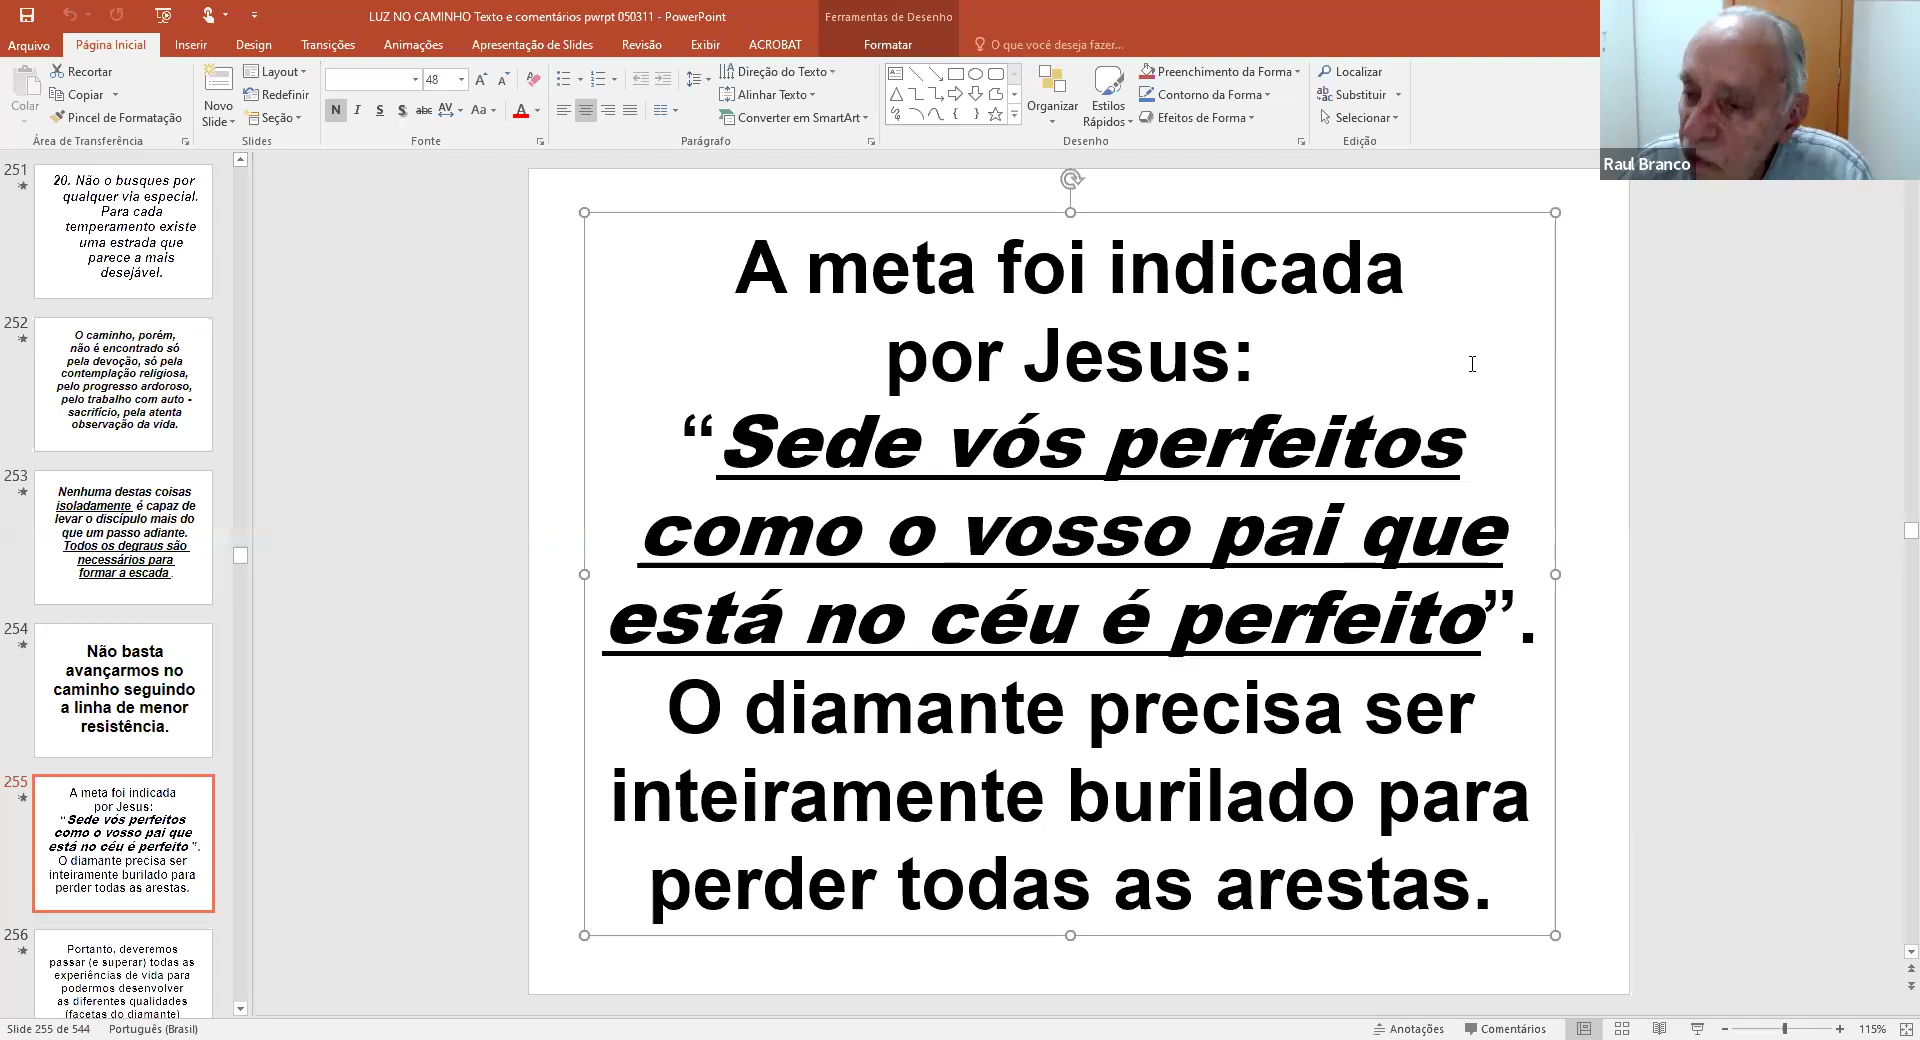 LUZ NO CAMINHO Texto e comentários pwrpt 050311 - PowerPoint
Ferramentas de Desenho
Arquivo
Página Inicial
Inserir
Design
Transições
Animações
Apresentação de Slides
Revisão
Exibir
ACROBAT
Formatar
O que você deseja fazer...
Colar
Recortar
Copiar
Pincel de Formatação
Área de Transferência
Novo
Slide
Layout
Redefinir
Seção
Slides
48
N I S S abc AV Aa A
Fonte
Direção do Texto
Alinhar Texto
Converter em SmartArt
Parágrafo
Organizar
Estilos
Rápidos
Preenchimento da Forma
Contorno da Forma
Efeitos de Forma
Desenho
Localizar
Substituir
Selecionar
Edição
Raul Branco
251
20. Não o busques por
qualquer via especial.
Para cada
temperamento existe
uma estrada que
parece a mais
desejável.
252
O caminho, porém,
não é encontrado só
pela devoção, só pela
contemplação religiosa,
pelo progresso ardoroso,
pelo trabalho com auto -
sacrifício, pela atenta
observação da vida.
253
Nenhuma destas coisas
isoladamente é capaz de
levar o discípulo mais do
que um passo adiante.
Todos os degraus são
necessários para
formar a escada.
254
Não basta
avançarmos no
caminho seguindo
a linha de menor
resistência.
255
A meta foi indicada
por Jesus:
“Sede vós perfeitos
como o vosso pai que
está no céu é perfeito”.
O diamante precisa ser
inteiramente burilado para
perder todas as arestas.
256
Portanto, deveremos
passar (e superar) todas as
experiências de vida para
podermos desenvolver
as diferentes qualidades
(facetas do diamante)
A meta foi indicada
por Jesus:
“Sede vós perfeitos
como o vosso pai que
está no céu é perfeito”.
O diamante precisa ser
inteiramente burilado para
perder todas as arestas.
Slide 255 de 544
Português (Brasil)
Anotações
Comentários
115%